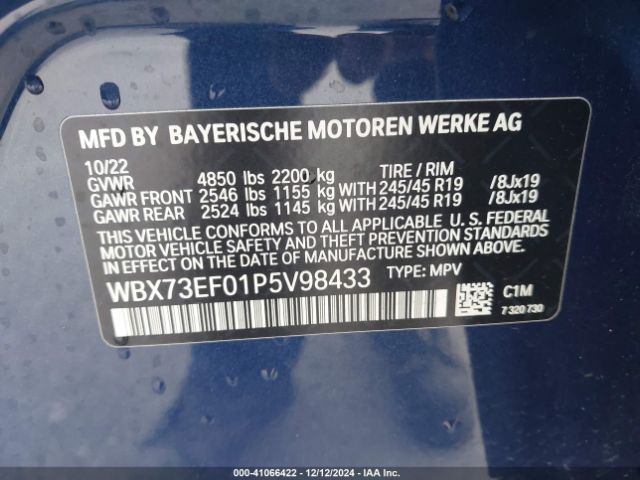 MFD BY BAYERISCHE MOTOREN WERKE AG
10/22 TIRE / RIM
GVWR 4850 lbs 2200 kg
GAWR FRONT 2546 lbs 1155 kg WITH 245/45 R19 /8Jx19
GAWR REAR 2524 lbs 1145 kg WITH 245/45 R19 /8Jx19
THIS VEHICLE CONFORMS TO ALL APPLICABLE U. S. FEDERAL
MOTOR VEHICLE SAFETY AND THEFT PREVENTION STANDARDS
IN EFFECT ON THE DATE OF MANUFACTURE SHOWN ABOVE.
WBX73EF01P5V98433 TYPE: MPV
C1M
7 320 730
000-41066422 - 12/12/2024 - IAA Inc.